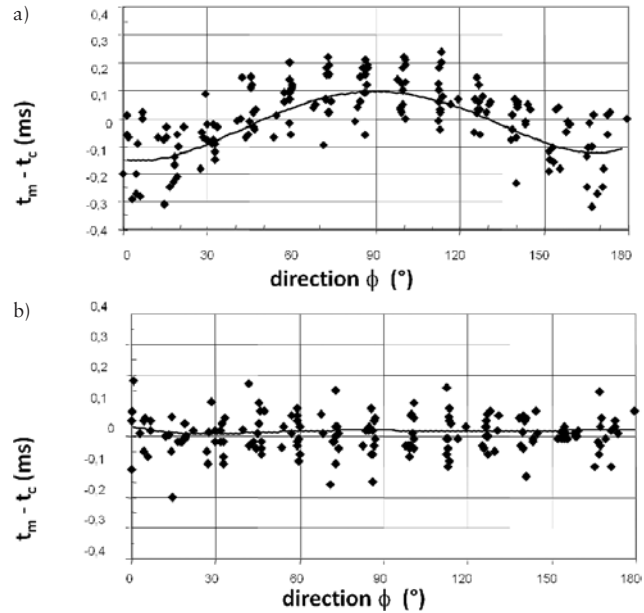 a)
0,4
0,3
0,2
0,1
0
-0,1
-0,2
-0,3
-0,4
t_m - t_c (ms)
0 30 60 90 120 150 180
direction ϕ (°)
b)
0,4
0,3
0,2
0,1
0
-0,1
-0,2
-0,3
-0,4
t_m - t_c (ms)
0 30 60 90 120 150 180
direction ϕ (°)